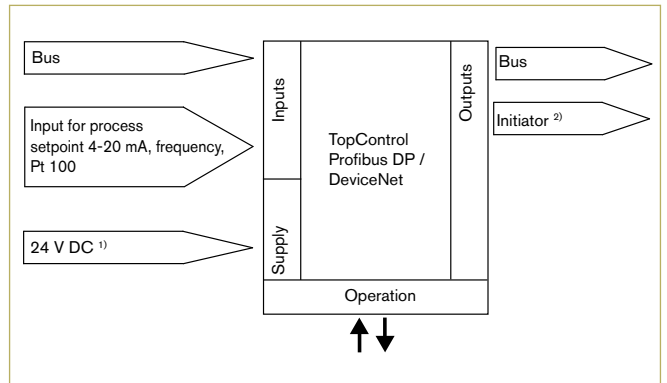 Bus
Input for process
setpoint 4-20 mA, frequency,
Pt 100
24 V DC ¹⁾
Inputs
Supply
TopControl
Profibus DP /
DeviceNet
Outputs
Operation
Bus
Initiator ²⁾